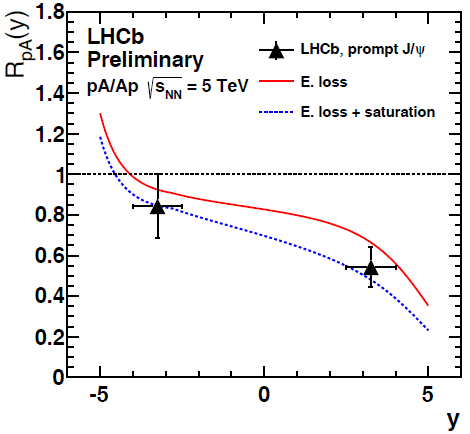 R_pA(y)
LHCb
Preliminary
pA/Ap √s_NN = 5 TeV
LHCb, prompt J/ψ
E. loss
E. loss + saturation
1.8
1.6
1.4
1.2
1
0.8
0.6
0.4
0.2
0
-5 0 5
y